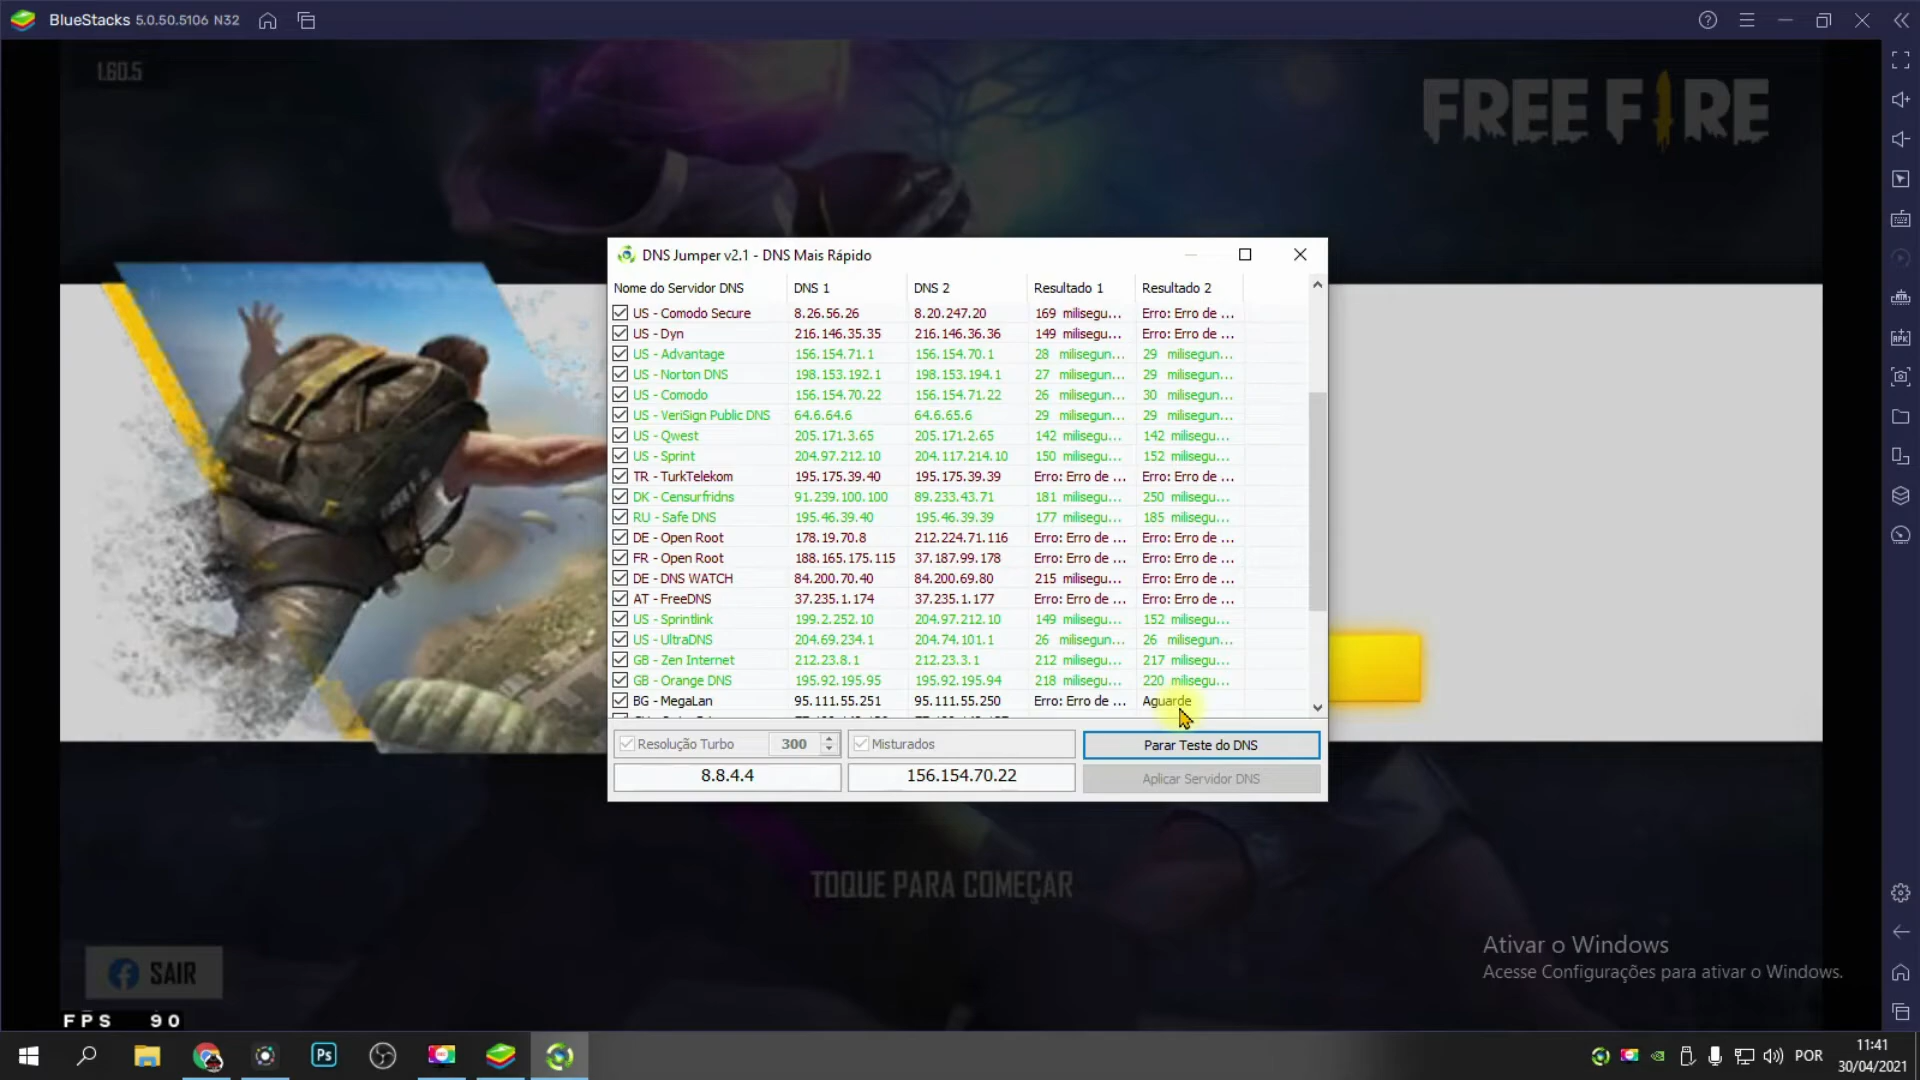 BlueStacks 5.0.50.5106 N32
1.60.5
FREE FIRE
DNS Jumper v2.1 - DNS Mais Rápido
Nome do Servidor DNS DNS 1 DNS 2 Resultado 1 Resultado 2
US - Comodo Secure 8.26.56.26 8.20.247.20 169 milisegu... Erro: Erro de ...
US - Dyn 216.146.35.35 216.146.36.36 149 milisegu... Erro: Erro de ...
US - Advantage 156.154.71.1 156.154.70.1 28 milisegun... 29 milisegun...
US - Norton DNS 198.153.192.1 198.153.194.1 27 milisegun... 29 milisegun...
US - Comodo 156.154.70.22 156.154.71.22 26 milisegun... 30 milisegun...
US - VeriSign Public DNS 64.6.64.6 64.6.65.6 29 milisegun... 29 milisegun...
US - Qwest 205.171.3.65 205.171.2.65 142 milisegu... 142 milisegu...
US - Sprint 204.97.212.10 204.117.214.10 150 milisegu... 152 milisegu...
TR - TurkTelekom 195.175.39.40 195.175.39.39 Erro: Erro de ... Erro: Erro de ...
DK - Censurfridns 91.239.100.100 89.233.43.71 181 milisegu... 250 milisegu...
RU - Safe DNS 195.46.39.40 195.46.39.39 177 milisegu... 185 milisegu...
DE - Open Root 178.19.70.8 212.224.71.116 Erro: Erro de ... Erro: Erro de ...
FR - Open Root 188.165.175.115 37.187.99.178 Erro: Erro de ... Erro: Erro de ...
DE - DNS WATCH 84.200.70.40 84.200.69.80 215 milisegu... Erro: Erro de ...
AT - FreeDNS 37.235.1.174 37.235.1.177 Erro: Erro de ... Erro: Erro de ...
US - Sprintlink 199.2.252.10 204.97.212.10 149 milisegu... 152 milisegu...
US - UltraDNS 204.69.234.1 204.74.101.1 26 milisegun... 26 milisegun...
GB - Zen Internet 212.23.8.1 212.23.3.1 212 milisegu... 217 milisegu...
GB - Orange DNS 195.92.195.95 195.92.195.94 218 milisegu... 220 milisegu...
BG - MegaLan 95.111.55.251 95.111.55.250 Erro: Erro de ... Aguarde
Resolução Turbo 300 Misturados Parar Teste do DNS
8.8.4.4 156.154.70.22 Aplicar Servidor DNS
TOQUE PARA COMEÇAR
Ativar o Windows
Acesse Configurações para ativar o Windows.
SAIR
FPS 90
Ps
POR
11:41
30/04/2021